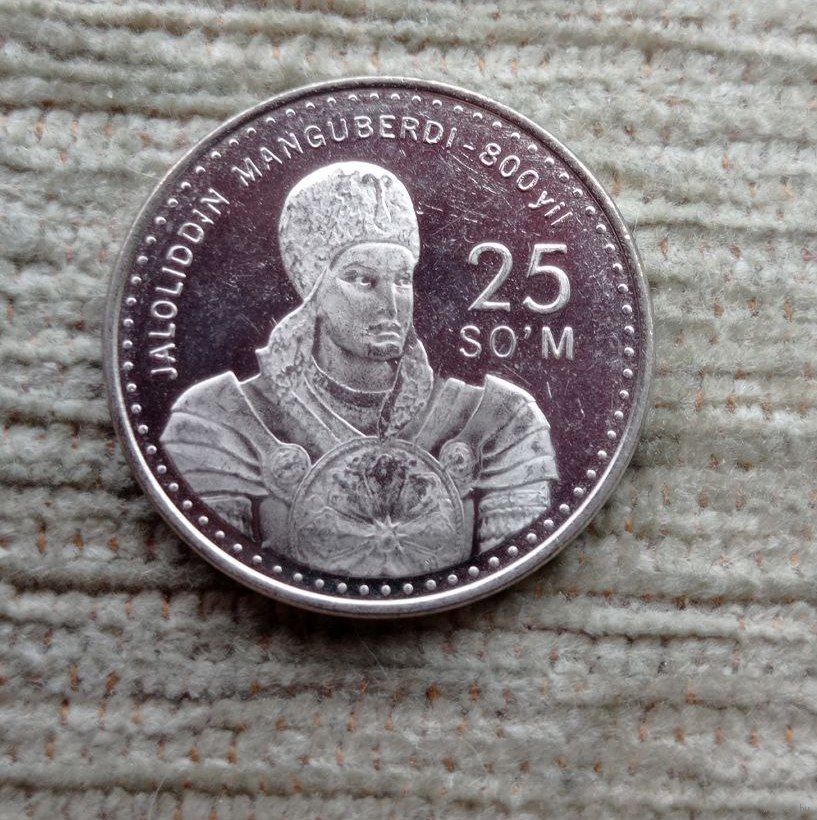 JALOLIDDIN MANGUBERDI - 800 yil
25
SO'M